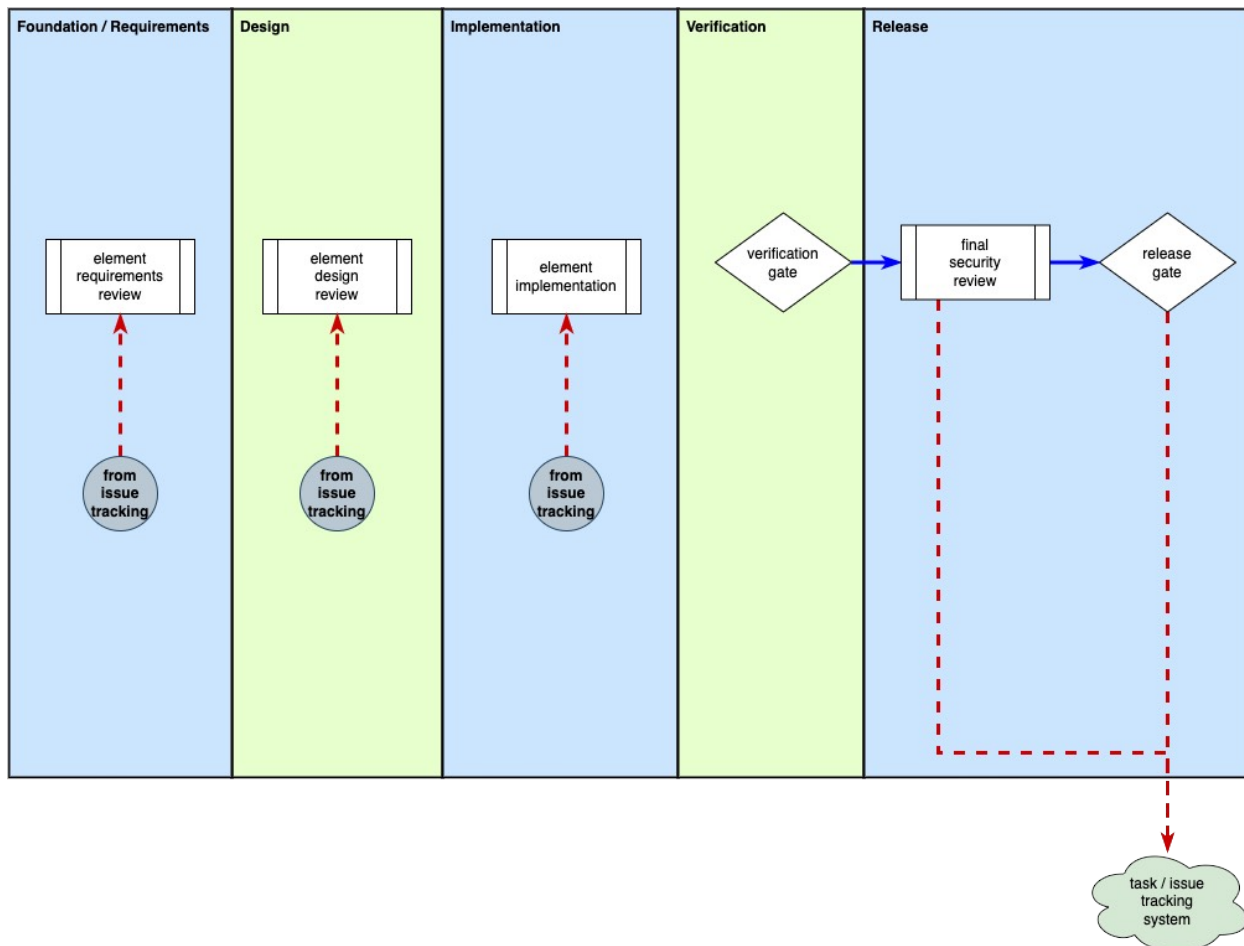 Foundation / Requirements
Design
Implementation
Verification
Release
element
requirements
review
element
design
review
element
implementation
verification
gate
final
security
review
release
gate
from
issue
tracking
from
issue
tracking
from
issue
tracking
task / issue
tracking
system